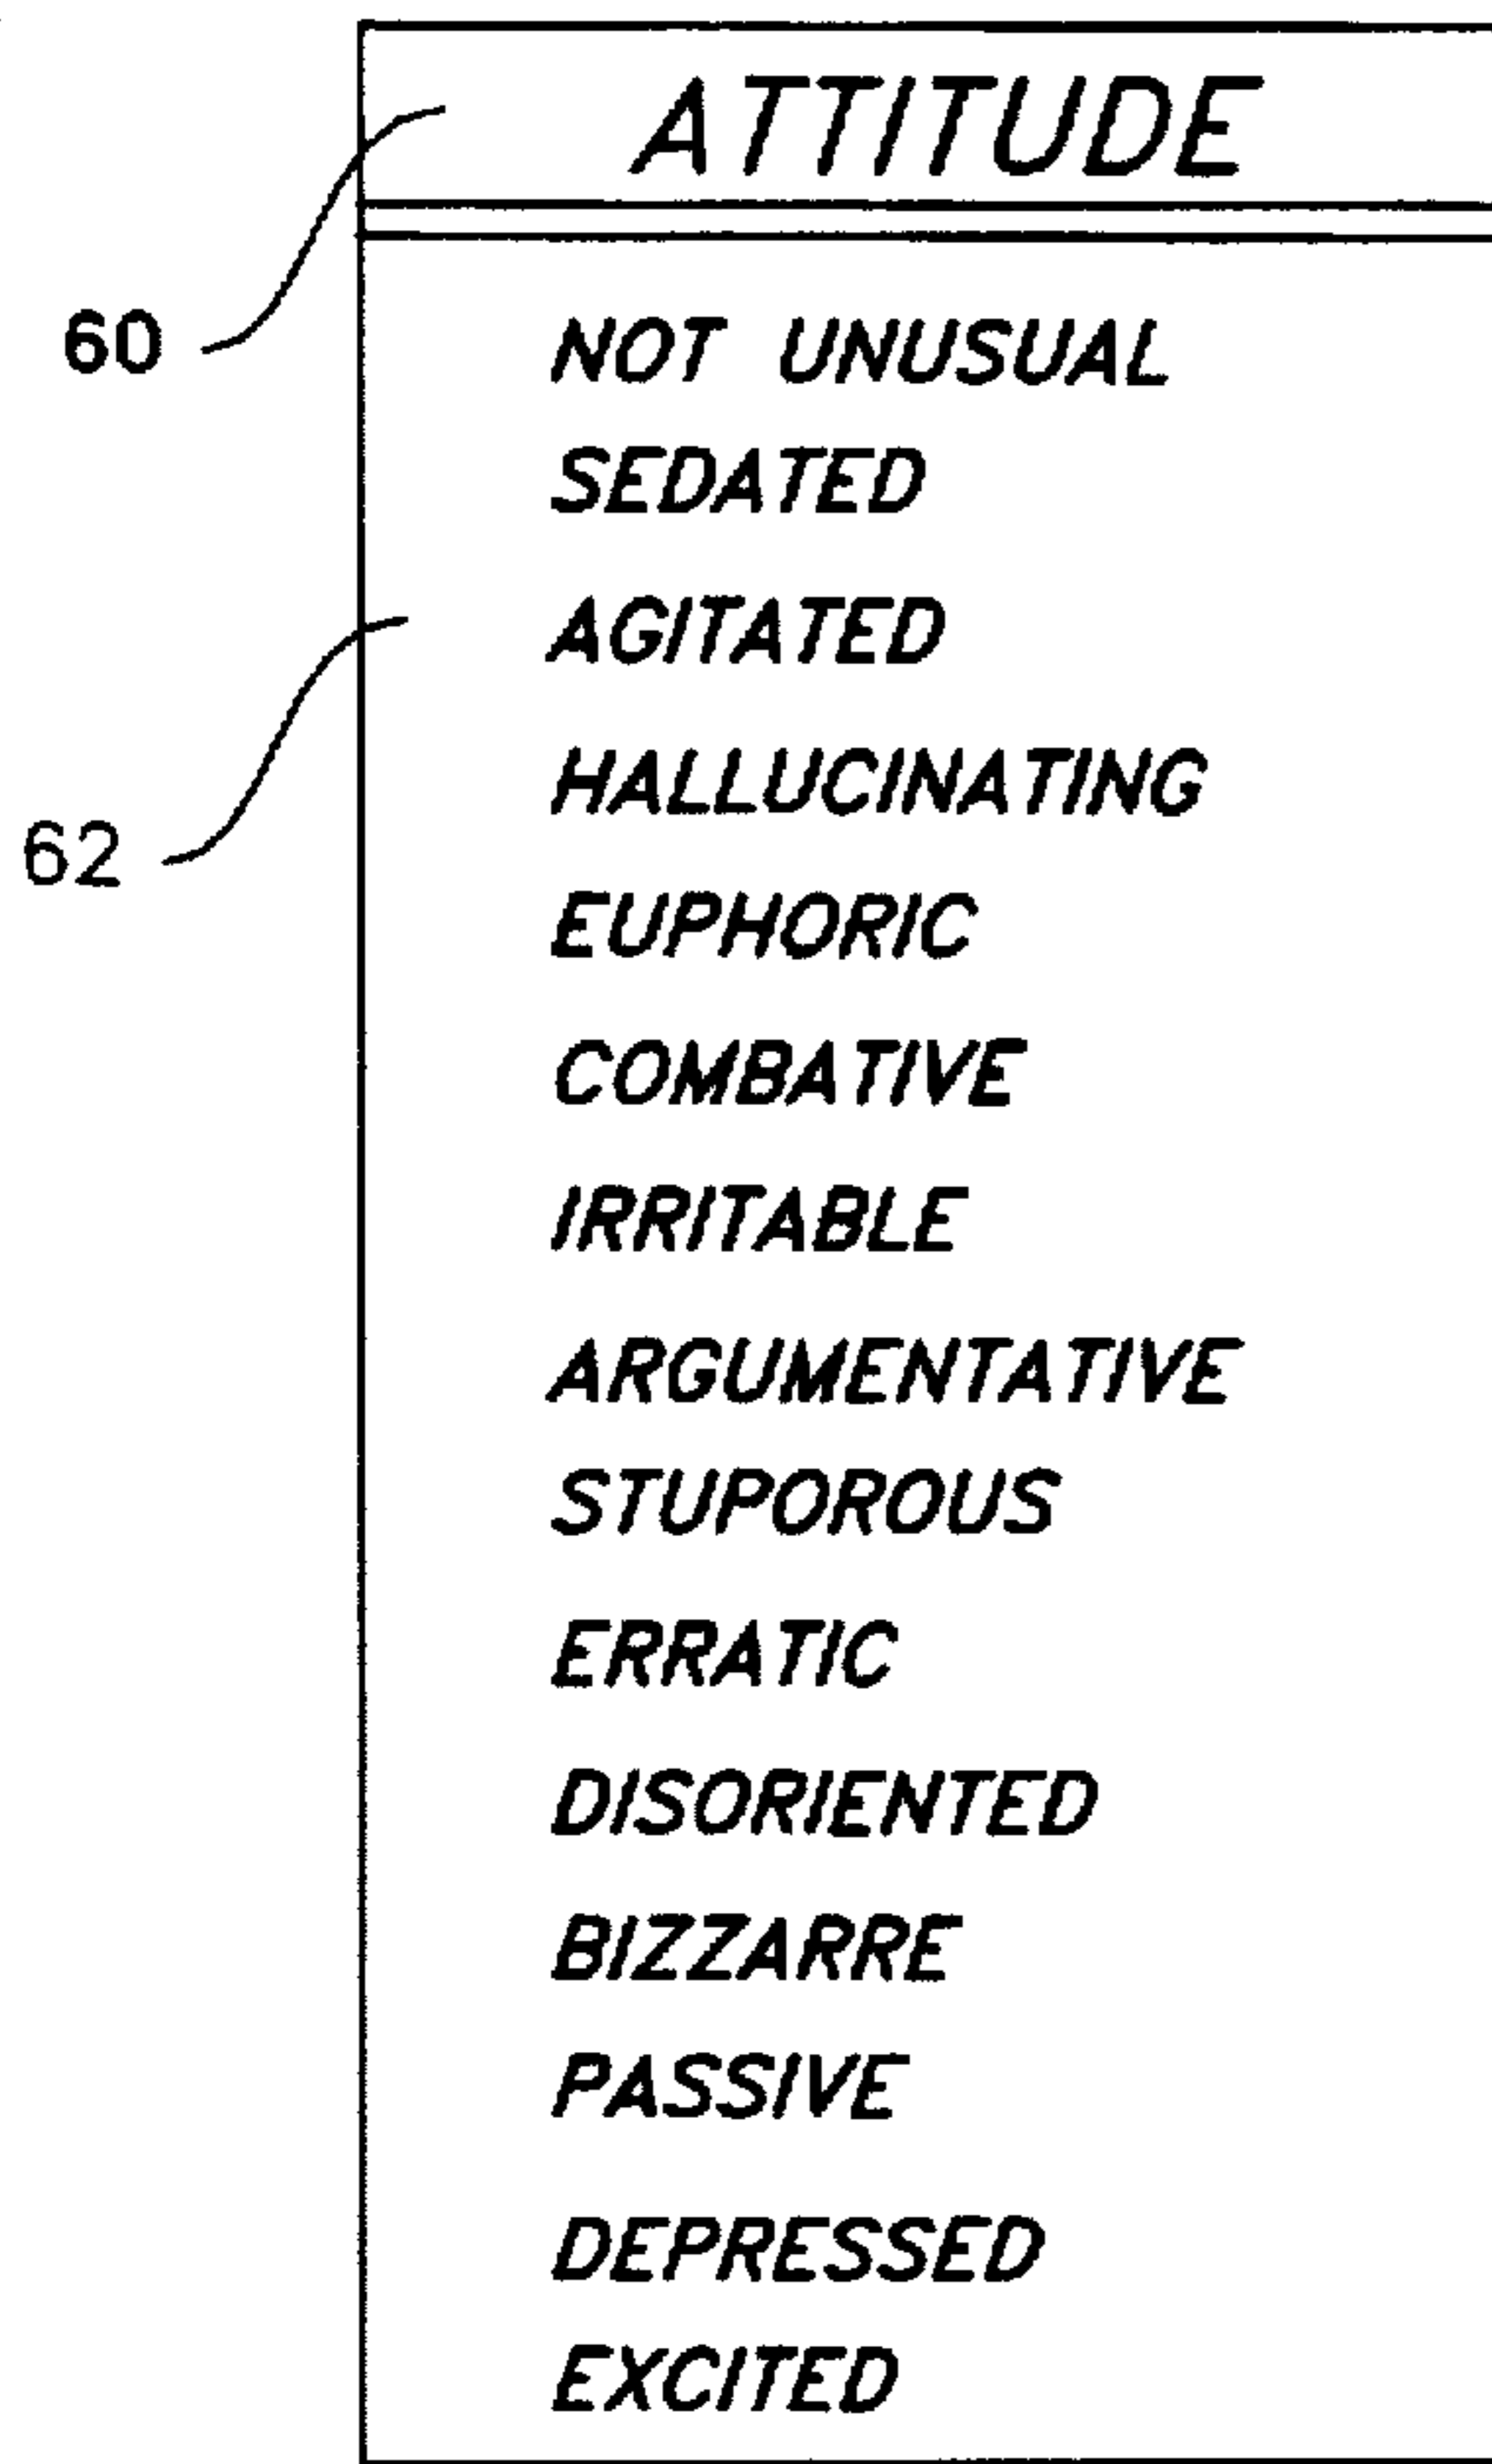 ATTITUDE
60
NOT UNUSUAL
SEDATED
AGITATED
62
HALLUCINATING
EUPHORIC
COMBATIVE
IRRITABLE
ARGUMENTATIVE
STUPOROUS
ERRATIC
DISORIENTED
BIZZARRE
PASSIVE
DEPRESSED
EXCITED